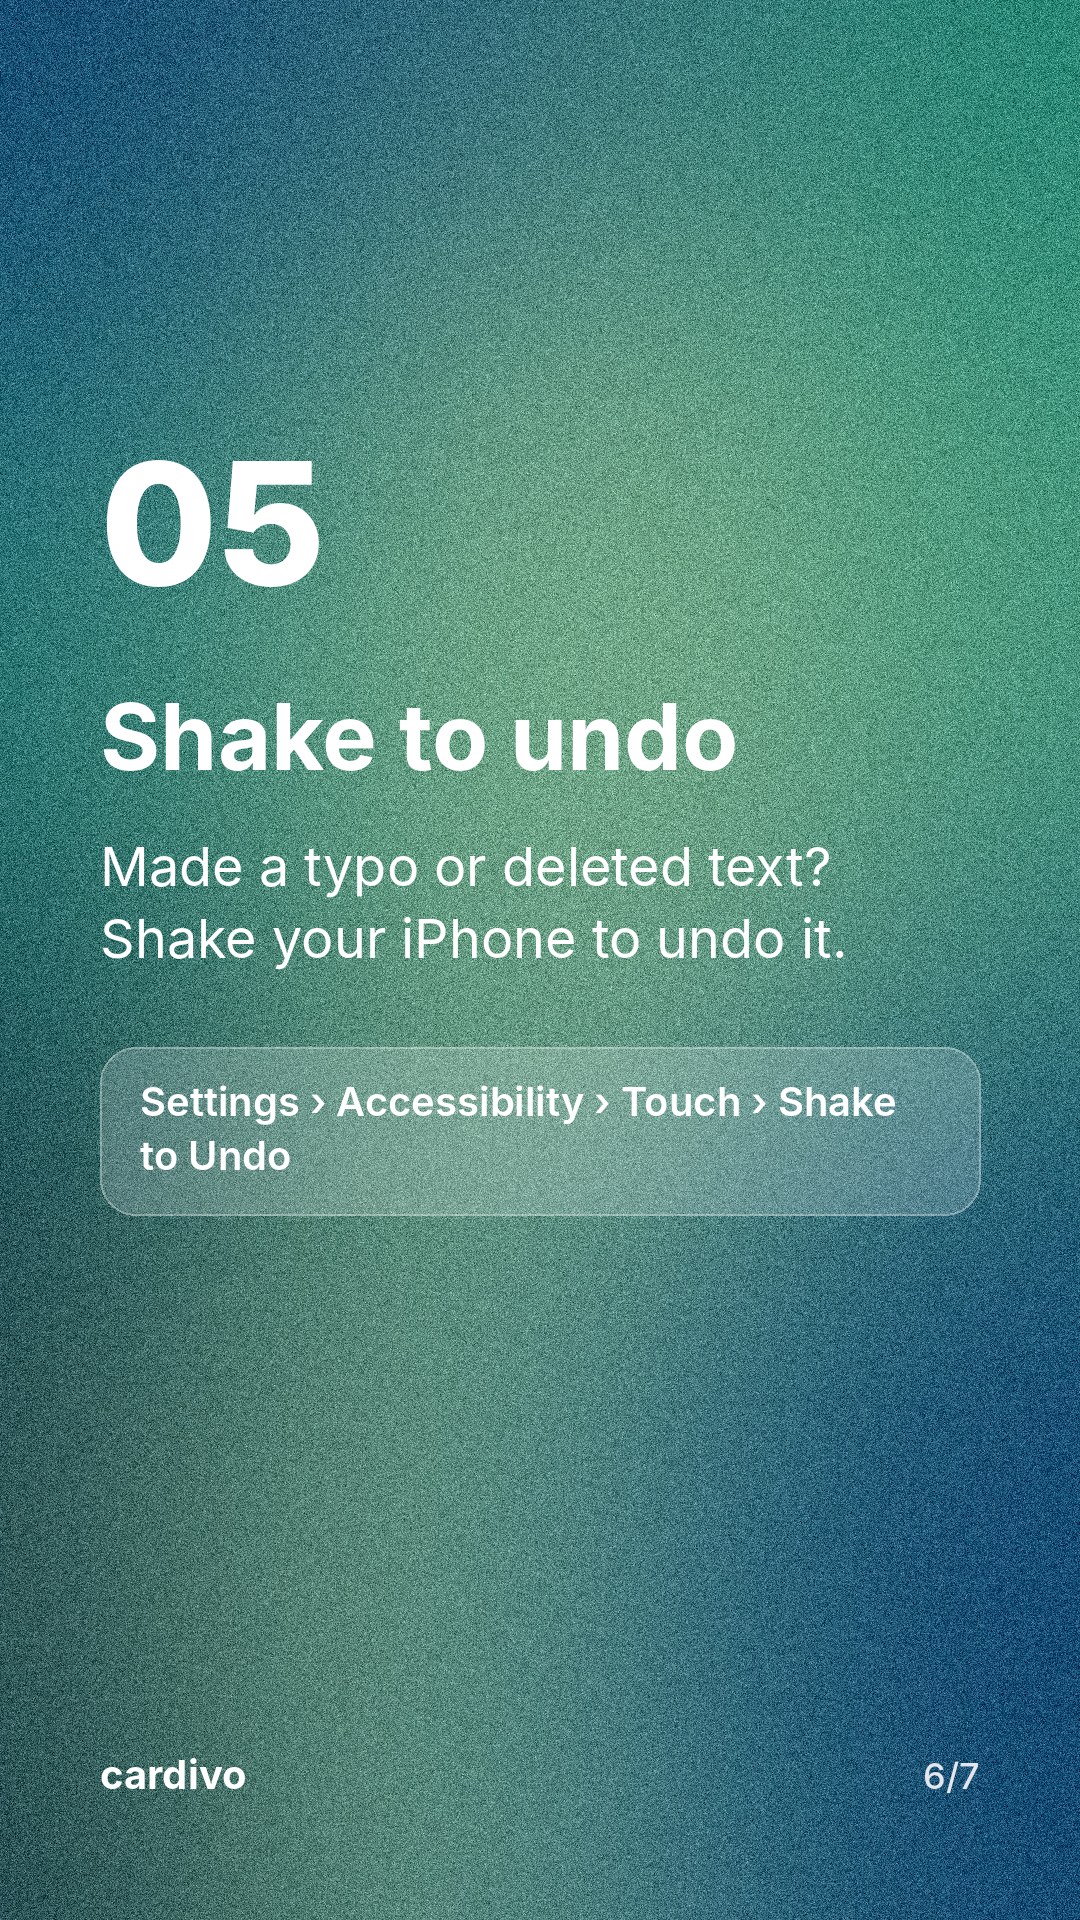 05
Shake to undo
Made a typo or deleted text?
Shake your iPhone to undo it.
Settings › Accessibility › Touch › Shake
to Undo
cardivo
6/7